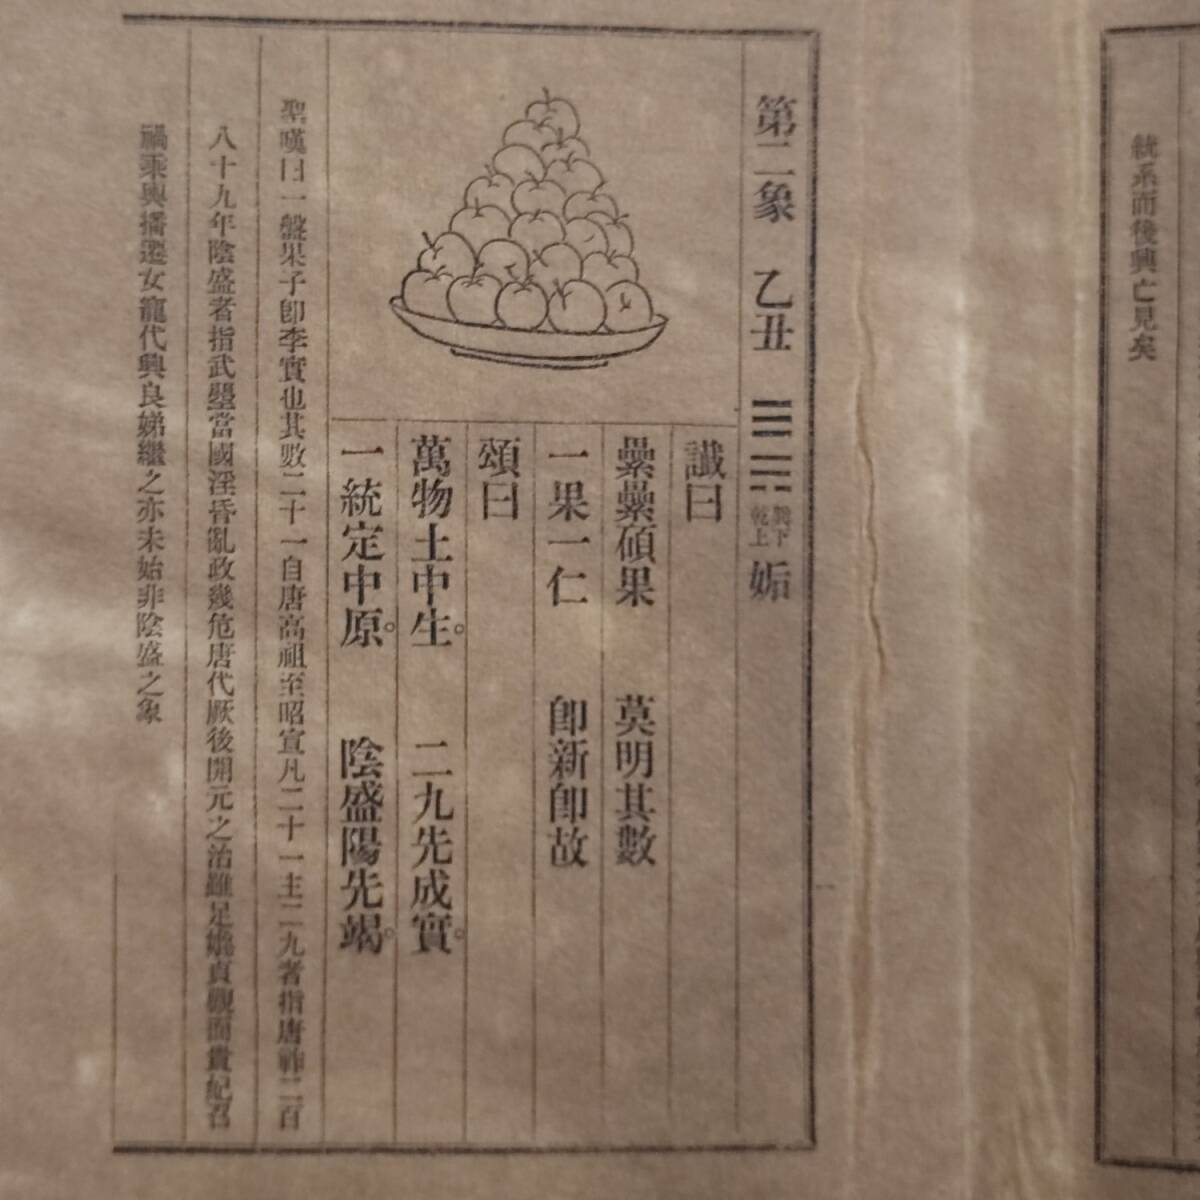 統系而後興亡見矣
第二象 乙丑 巽下乾上 姤
讖曰
纍纍碩果 莫明其數
一果一仁 卽新卽故
頌曰
萬物土中生。 二九先成實。
一統定中原。 陰盛陽先竭。
聖嘆曰一盤果子卽李實也其數二十一自唐高祖至昭宣凡二十一主二九者指唐祚二百
八十九年陰盛者指武曌當國淫昏亂政幾危唐代厥後開元之治雖足媲貞觀而貴妃召
禍乘輿播遷女寵代興良娣繼之亦未始非陰盛之象